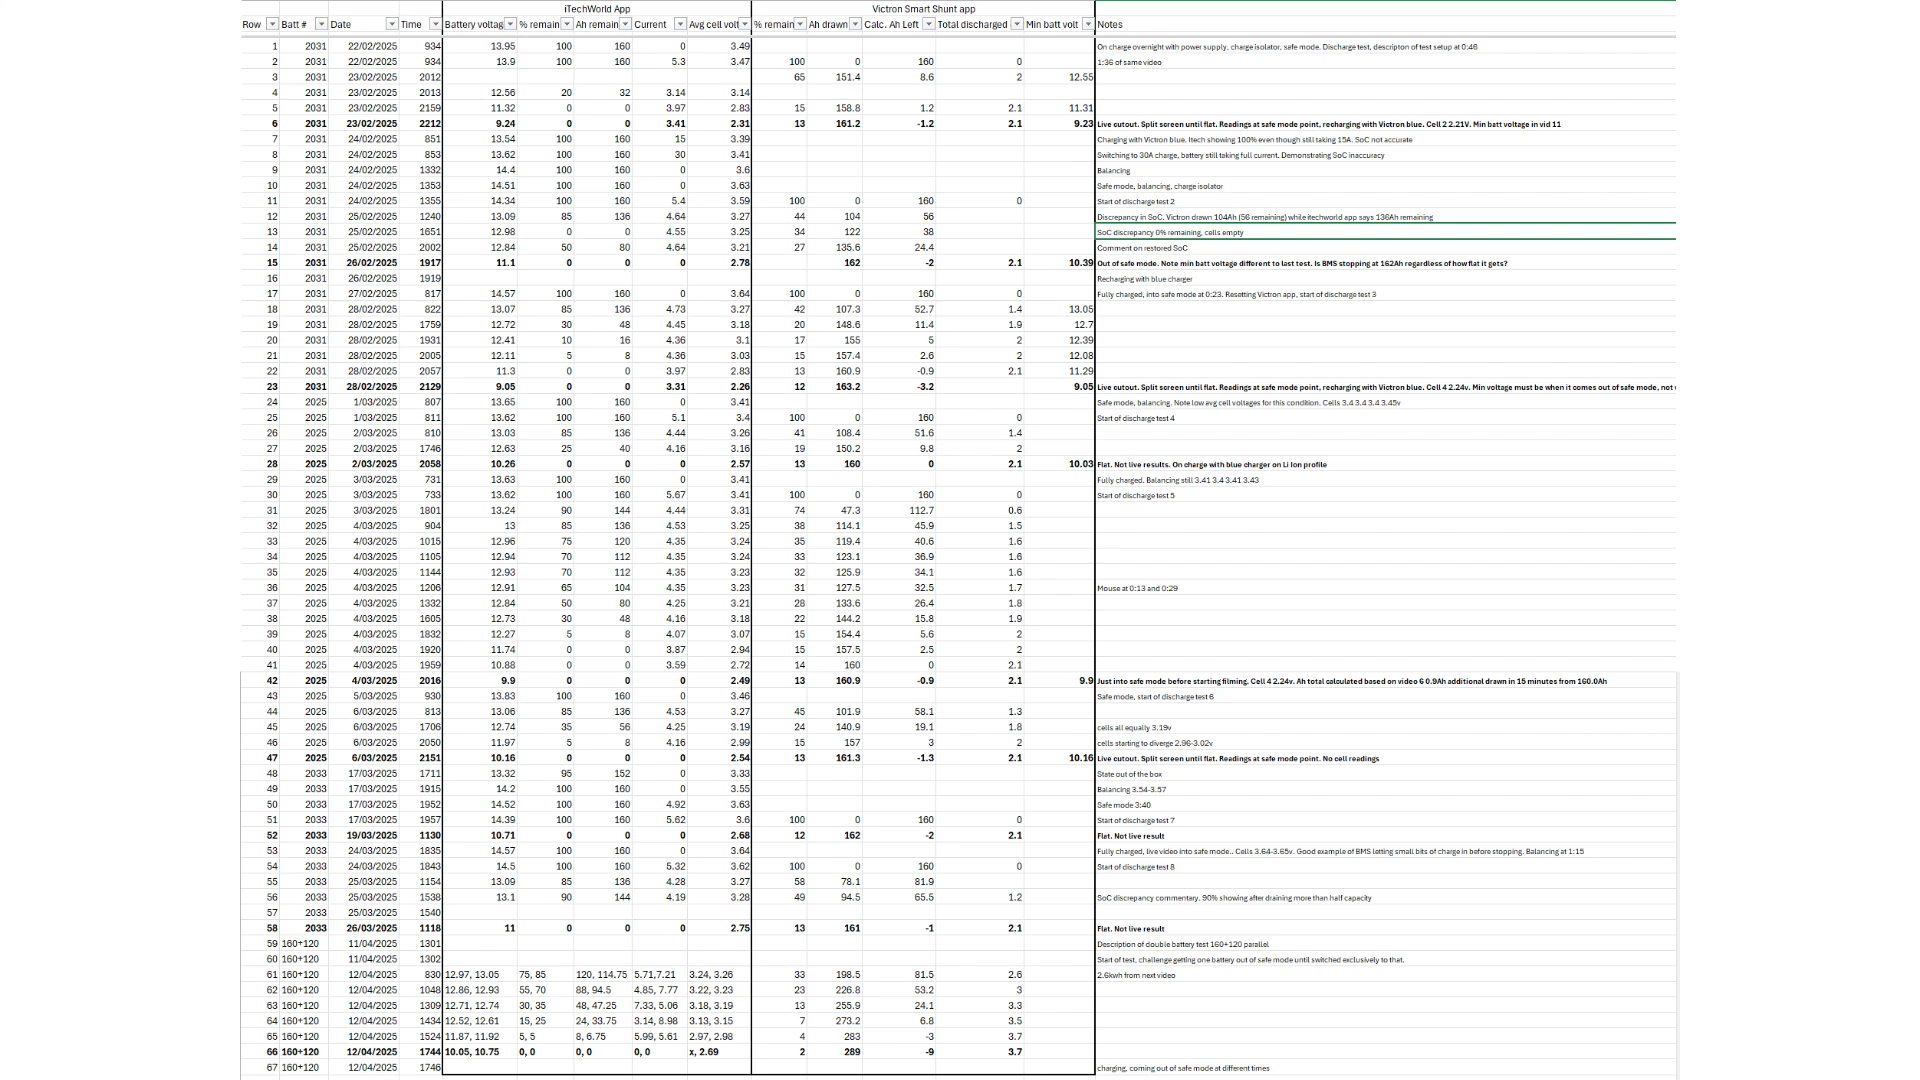 iTechWorld App Victron Smart Shunt app
Row Batt # Date Time Battery voltag % remain Ah remain Current Avg cell volt % remain Ah drawn Calc. Ah Left Total discharged Min batt volt Notes
1 2031 22/02/2025 934 13.95 100 160 0 3.49 On charge overnight with power supply, charge isolator, safe mode. Discharge test, descripton of test setup at 0:46
2 2031 22/02/2025 934 13.9 100 160 5.3 3.47 100 0 160 0 1:36 of same video
3 2031 23/02/2025 2012 65 151.4 8.6 2 12.55
4 2031 23/02/2025 2013 12.56 20 32 3.14 3.14
5 2031 23/02/2025 2159 11.32 0 0 3.97 2.83 15 158.8 1.2 2.1 11.31
6 2031 23/02/2025 2212 9.24 0 0 3.41 2.31 13 161.2 -1.2 2.1 9.23 Live cutout. Split screen until flat. Readings at safe mode point, recharging with Victron blue. Cell 2 2.21V. Min batt voltage in vid 11
7 2031 24/02/2025 851 13.54 100 160 15 3.39 Charging with Victron blue. Itech showing 100% even though still taking 15A. SoC not accurate
8 2031 24/02/2025 853 13.62 100 160 30 3.41 Switching to 30A charge, battery still taking full current. Demonstrating SoC inaccuracy
9 2031 24/02/2025 1332 14.4 100 160 0 3.6 Balancing
10 2031 24/02/2025 1353 14.51 100 160 0 3.63 Safe mode, balancing, charge isolator
11 2031 24/02/2025 1355 14.34 100 160 5.4 3.59 100 0 160 0 Start of discharge test 2
12 2031 25/02/2025 1240 13.09 85 136 4.64 3.27 44 104 56 Discrepancy in SoC. Victron drawn 104Ah (56 remaining) while itechworld app says 136Ah remaining
13 2031 25/02/2025 1651 12.98 0 0 4.55 3.25 34 122 38 SoC discrepancy 0% remaining, cells empty
14 2031 25/02/2025 2002 12.84 50 80 4.64 3.21 27 135.6 24.4 Comment on restored SoC
15 2031 26/02/2025 1917 11.1 0 0 0 2.78 162 -2 2.1 10.39 Out of safe mode. Note min batt voltage different to last test. Is BMS stopping at 162Ah regardless of how flat it gets?
16 2031 26/02/2025 1919 Recharging with blue charger
17 2031 27/02/2025 817 14.57 100 160 0 3.64 100 0 160 0 Fully charged, into safe mode at 0:23. Resetting Victron app, start of discharge test 3
18 2031 28/02/2025 822 13.07 85 136 4.73 3.27 42 107.3 52.7 1.4 13.05
19 2031 28/02/2025 1759 12.72 30 48 4.45 3.18 20 148.6 11.4 1.9 12.7
20 2031 28/02/2025 1931 12.41 10 16 4.36 3.1 17 155 5 2 12.39
21 2031 28/02/2025 2005 12.11 5 8 4.36 3.03 15 157.4 2.6 2 12.08
22 2031 28/02/2025 2057 11.3 0 0 3.97 2.83 13 160.9 -0.9 2.1 11.29
23 2031 28/02/2025 2129 9.05 0 0 3.31 2.26 12 163.2 -3.2 9.05 Live cutout. Split screen until flat. Readings at safe mode point, recharging with Victron blue. Cell 4 2.24v. Min voltage must be when it comes out of safe mode, not
24 2025 1/03/2025 807 13.65 100 160 0 3.41 Safe mode, balancing. Note low avg cell voltages for this condition. Cells 3.4 3.4 3.4 3.45v
25 2025 1/03/2025 811 13.62 100 160 5.1 3.4 100 0 160 0 Start of discharge test 4
26 2025 2/03/2025 810 13.03 85 136 4.44 3.26 41 108.4 51.6 1.4
27 2025 2/03/2025 1746 12.63 25 40 4.16 3.16 19 150.2 9.8 2
28 2025 2/03/2025 2058 10.26 0 0 0 2.57 13 160 0 2.1 10.03 Flat. Not live results. On charge with blue charger on Li Ion profile
29 2025 3/03/2025 731 13.63 100 160 0 3.41 Fully charged. Balancing still 3.41 3.4 3.41 3.43
30 2025 3/03/2025 733 13.62 100 160 5.67 3.41 100 0 160 0 Start of discharge test 5
31 2025 3/03/2025 1801 13.24 90 144 4.44 3.31 74 47.3 112.7 0.6
32 2025 4/03/2025 904 13 85 136 4.53 3.25 38 114.1 45.9 1.5
33 2025 4/03/2025 1015 12.96 75 120 4.35 3.24 35 119.4 40.6 1.6
34 2025 4/03/2025 1105 12.94 70 112 4.35 3.24 33 123.1 36.9 1.6
35 2025 4/03/2025 1144 12.93 70 112 4.35 3.23 32 125.9 34.1 1.6
36 2025 4/03/2025 1206 12.91 65 104 4.35 3.23 31 127.5 32.5 1.7 Mouse at 0:13 and 0:29
37 2025 4/03/2025 1332 12.84 50 80 4.25 3.21 28 133.6 26.4 1.8
38 2025 4/03/2025 1605 12.73 30 48 4.16 3.18 22 144.2 15.8 1.9
39 2025 4/03/2025 1832 12.27 5 8 4.07 3.07 15 154.4 5.6 2
40 2025 4/03/2025 1920 11.74 0 0 3.87 2.94 15 157.5 2.5 2
41 2025 4/03/2025 1959 10.88 0 0 3.59 2.72 14 160 0 2.1
42 2025 4/03/2025 2016 9.9 0 0 0 2.49 13 160.9 -0.9 2.1 9.9 Just into safe mode before starting filming. Cell 4 2.24v. Ah total calculated based on video 6 0.9Ah additional drawn in 15 minutes from 160.0Ah
43 2025 5/03/2025 930 13.83 100 160 0 3.46 Safe mode, start of discharge test 6
44 2025 6/03/2025 813 13.06 85 136 4.53 3.27 45 101.9 58.1 1.3
45 2025 6/03/2025 1706 12.74 35 56 4.25 3.19 24 140.9 19.1 1.8 cells all equally 3.19v
46 2025 6/03/2025 2050 11.97 5 8 4.16 2.99 15 157 3 2 cells starting to diverge 2.96-3.02v
47 2025 6/03/2025 2151 10.16 0 0 0 2.54 13 161.3 -1.3 2.1 10.16 Live cutout. Split screen until flat. Readings at safe mode point. No cell readings
48 2033 17/03/2025 1711 13.32 95 152 0 3.33 State out of the box
49 2033 17/03/2025 1915 14.2 100 160 0 3.55 Balancing 3.54-3.57
50 2033 17/03/2025 1952 14.52 100 160 4.92 3.63 Safe mode 3:40
51 2033 17/03/2025 1957 14.39 100 160 5.62 3.6 100 0 160 0 Start of discharge test 7
52 2033 19/03/2025 1130 10.71 0 0 0 2.68 12 162 -2 2.1 Flat. Not live result
53 2033 24/03/2025 1835 14.57 100 160 0 3.64 Fully charged, live video into safe mode.. Cells 3.64-3.65v. Good example of BMS letting small bits of charge in before stopping. Balancing at 1:15
54 2033 24/03/2025 1843 14.5 100 160 5.32 3.62 100 0 160 0 Start of discharge test 8
55 2033 25/03/2025 1154 13.09 85 136 4.28 3.27 58 78.1 81.9
56 2033 25/03/2025 1538 13.1 90 144 4.19 3.28 49 94.5 65.5 1.2 SoC discrepancy commentary. 90% showing after draining more than half capacity
57 2033 25/03/2025 1540
58 2033 26/03/2025 1118 11 0 0 0 2.75 13 161 -1 2.1 Flat. Not live result
59 160+120 11/04/2025 1301 Description of double battery test 160+120 parallel
60 160+120 11/04/2025 1302 Start of test, challenge getting one battery out of safe mode until switched exclusively to that.
61 160+120 12/04/2025 830 12.97, 13.05 75, 85 120, 114.75 5.71,7.21 3.24, 3.26 33 198.5 81.5 2.6 2.6kwh from next video
62 160+120 12/04/2025 1048 12.86, 12.93 55, 70 88, 94.5 4.85, 7.77 3.22, 3.23 23 226.8 53.2 3
63 160+120 12/04/2025 1309 12.71, 12.74 30, 35 48, 47.25 7.33, 5.06 3.18, 3.19 13 255.9 24.1 3.3
64 160+120 12/04/2025 1434 12.52, 12.61 15, 25 24, 33.75 3.14, 8.98 3.13, 3.15 7 273.2 6.8 3.5
65 160+120 12/04/2025 1524 11.87, 11.92 5, 5 8, 6.75 5.99, 5.61 2.97, 2.98 4 283 -3 3.7
66 160+120 12/04/2025 1744 10.05, 10.75 0, 0 0, 0 0, 0 x, 2.69 2 289 -9 3.7
67 160+120 12/04/2025 1746 charging, coming out of safe mode at different times